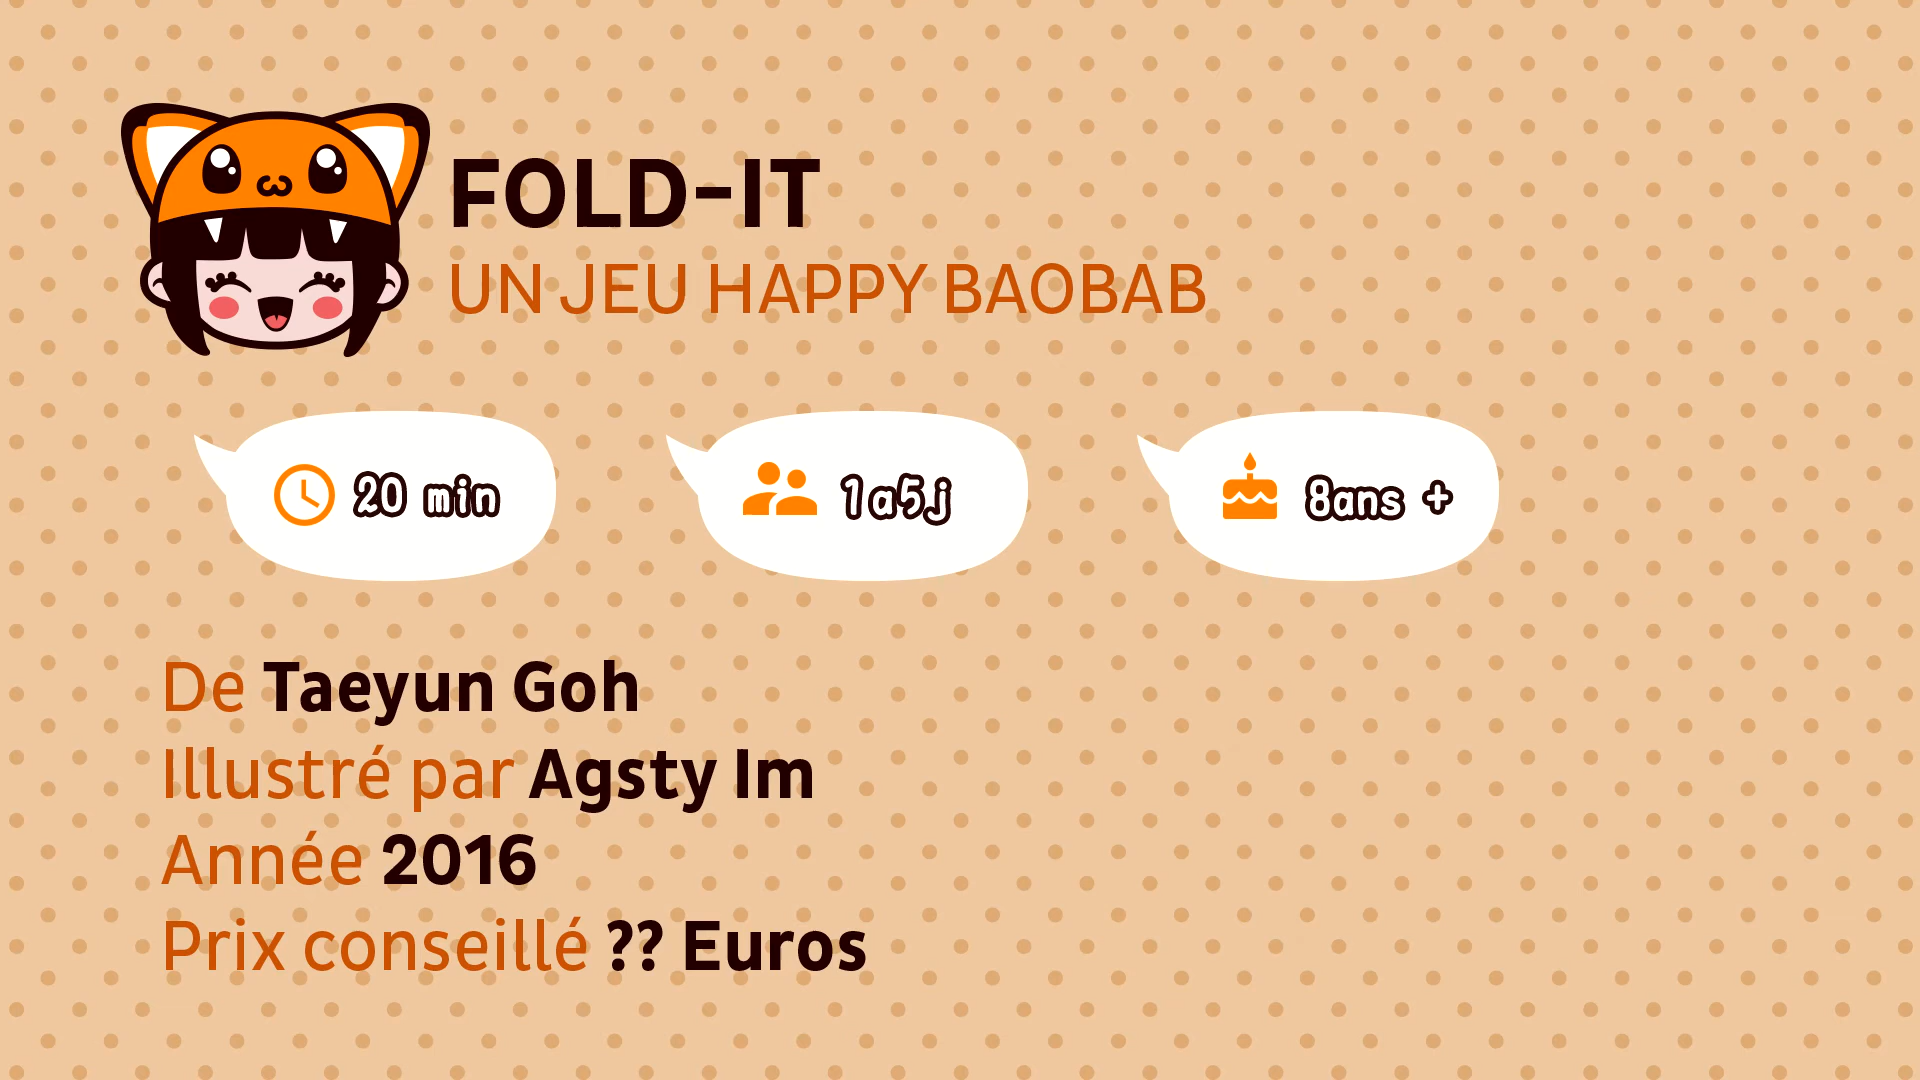 FOLD-IT
UN JEU HAPPY BAOBAB
20 min
1a5j
8ans +
De Taeyun Goh
Illustré par Agsty Im
Année 2016
Prix conseillé ?? Euros